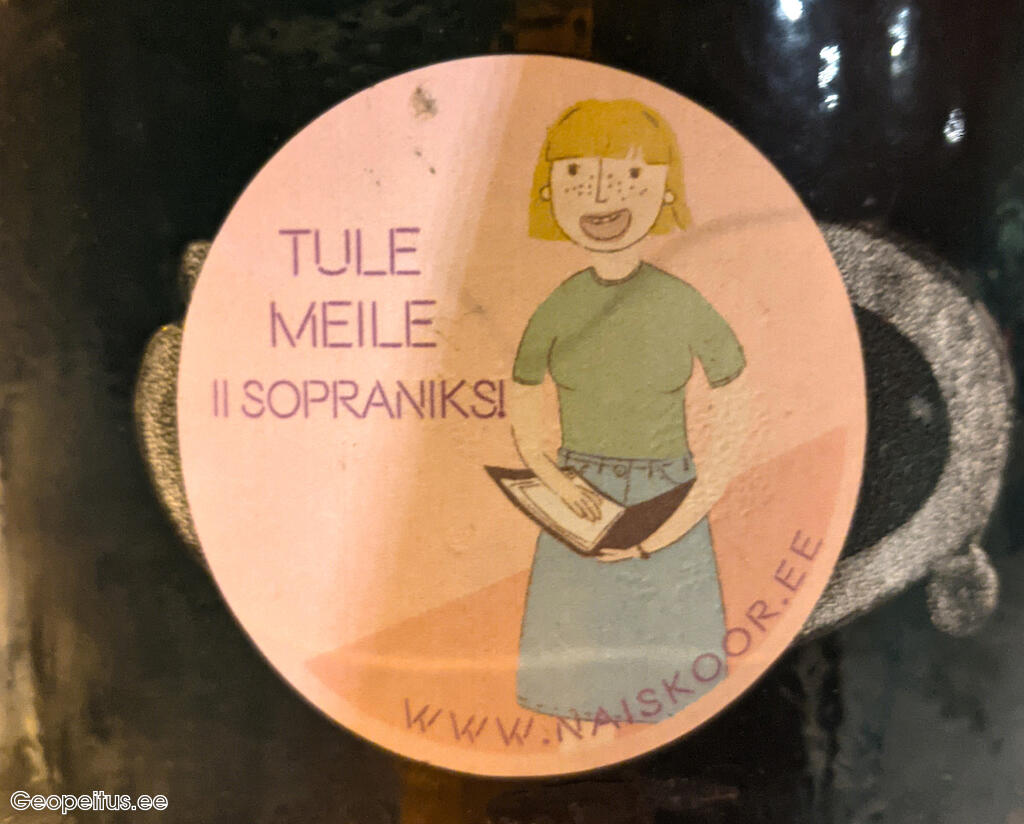 TULE
MEILE
II SOPRANIKS!
WWW.NAISKOOR.EE
Geopeitus.ee